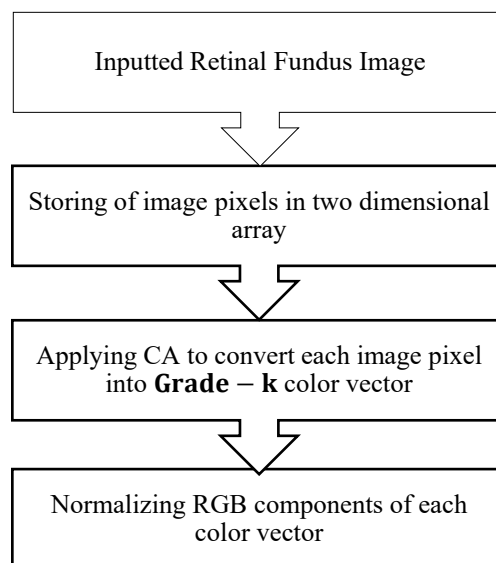 Inputted Retinal Fundus Image
Storing of image pixels in two dimensional
array
Applying CA to convert each image pixel
into Grade − k color vector
Normalizing RGB components of each
color vector